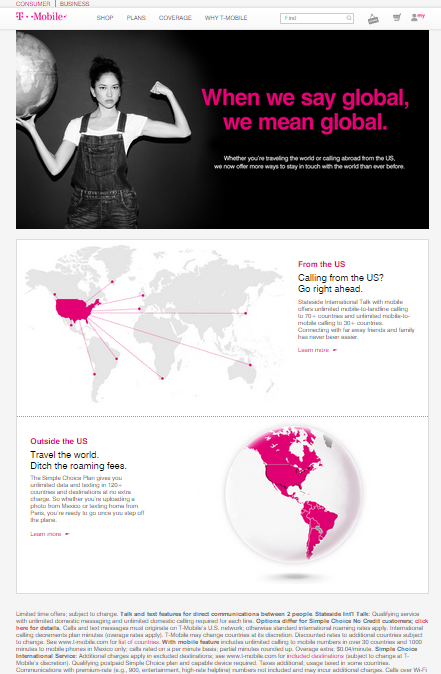 CONSUMER | BUSINESS
T··Mobile·
SHOP PLANS COVERAGE WHY T-MOBILE Find my
When we say global,
we mean global.
Whether you're traveling the world or calling abroad from the US,
we now offer more ways to stay in touch with the world than ever before.
From the US
Calling from the US?
Go right ahead.
Stateside International Talk with mobile
offers unlimited mobile-to-landline calling
to 70+ countries and unlimited mobile-to-
mobile calling to 30+ countries.
Connecting with far away friends and family
has never been easier.
Learn more
Outside the US
Travel the world.
Ditch the roaming fees.
The Simple Choice Plan gives you
unlimited data and texting in 120+
countries and destinations at no extra
charge. So whether you're uploading a
photo from Mexico or texting home from
Paris, you're ready to go once you step off
the plane.
Learn more
Limited time offers; subject to change. Talk and text features for direct communications between 2 people. Stateside Int'l Talk: Qualifying service
with unlimited domestic messaging and unlimited domestic calling required for each line. Options differ for Simple Choice No Credit customers; click
here for details. Calls and text messages must originate on T-Mobile's U.S. network; otherwise standard international roaming rates apply. International
calling decrements plan minutes (overage rates apply). T-Mobile may change countries at its discretion. Discounted rates to additional countries subject
to change. See www.t-mobile.com for list of countries. With mobile feature includes unlimited calling to mobile numbers in over 30 countries and 1000
minutes to mobile phones in Mexico only; calls rated on a per minute basis; partial minutes rounded up. Overage extra: $0.04/minute. Simple Choice
International Service: Additional charges apply in excluded destinations; see www.t-mobile.com for included destinations (subject to change at T-
Mobile's discretion). Qualifying postpaid Simple Choice plan and capable device required. Texas additional; usage taxed in some countries.
Communications with premium-rate (e.g., 900, entertainment, high-rate helpline) numbers not included and may incur additional charges. Calls over Wi-Fi